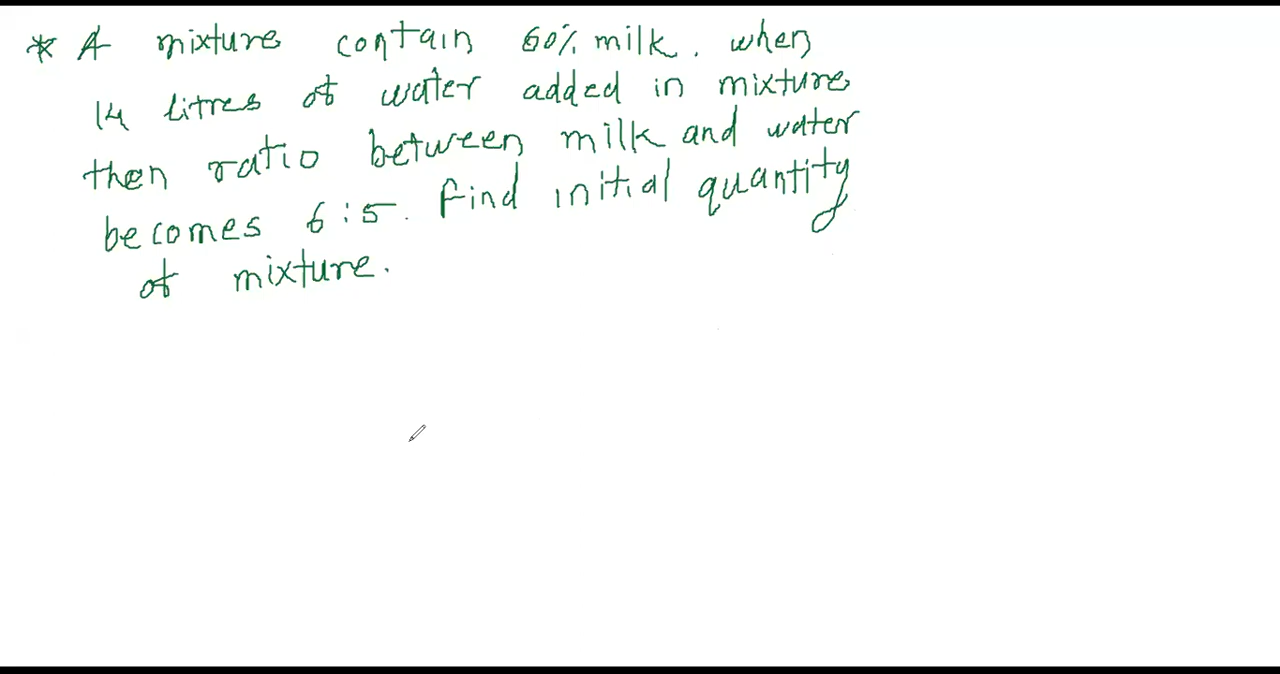 * A mixture contain 60% milk. when
14 litres of water added in mixture
then ratio between milk and water
becomes 6:5. find initial quantity
of mixture.